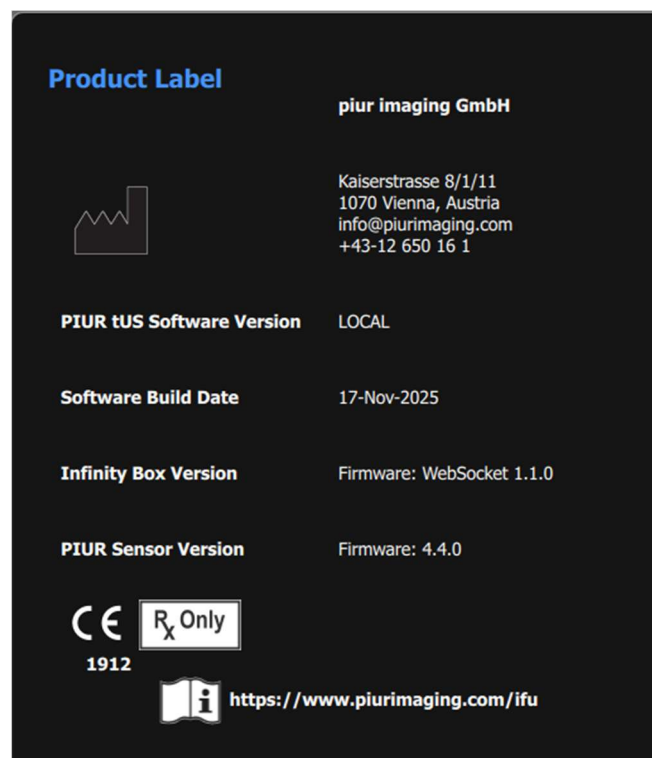 Product Label
piur imaging GmbH
Kaiserstrasse 8/1/11
1070 Vienna, Austria
info@piurimaging.com
+43-12 650 16 1
PIUR tUS Software Version LOCAL
Software Build Date 17-Nov-2025
Infinity Box Version Firmware: WebSocket 1.1.0
PIUR Sensor Version Firmware: 4.4.0
CE Rx Only
1912
i https://www.piurimaging.com/ifu